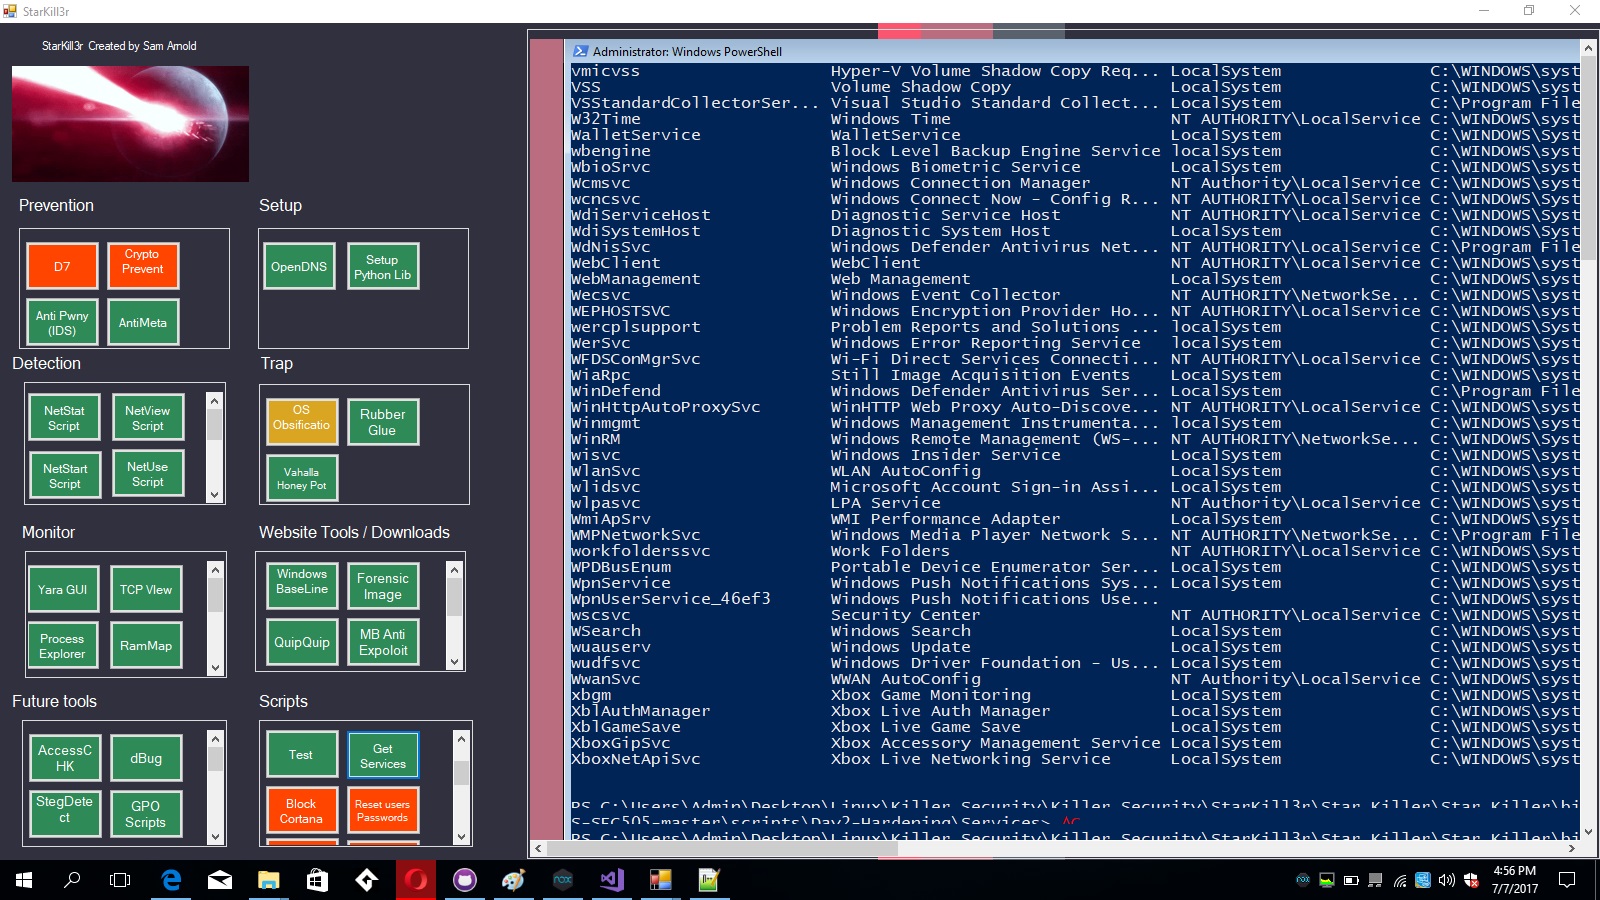 StarKill3r
StarKill3r Created by Sam Arnold
Prevention
D7
Crypto
Prevent
Anti Pwny
(IDS)
AntiMeta
Setup
OpenDNS
Setup
Python Lib
Detection
NetStat
Script
NetView
Script
NetStart
Script
NetUse
Script
Trap
OS
Obsificatio
Rubber
Glue
Vahalla
Honey Pot
Monitor
Yara GUI
TCP VIew
Process
Explorer
RamMap
Website Tools / Downloads
Windows
BaseLine
Forensic
Image
QuipQuip
MB Anti
Expoloit
Future tools
AccessC
HK
dBug
StegDete
ct
GPO
Scripts
Scripts
Test
Get
Services
Block
Cortana
Reset users
Passwords
Administrator: Windows PowerShell
vmicvss Hyper-V Volume Shadow Copy Req... LocalSystem C:\WINDOWS\syst
VSS Volume Shadow Copy LocalSystem C:\WINDOWS\syst
VSStandardCollectorSer... Visual Studio Standard Collect... LocalSystem C:\Program File
W32Time Windows Time NT AUTHORITY\LocalService C:\WINDOWS\syst
WalletService WalletService LocalSystem C:\WINDOWS\syst
wbengine Block Level Backup Engine Service localSystem C:\WINDOWS\syst
WbioSrvc Windows Biometric Service LocalSystem C:\WINDOWS\syst
Wcmsvc Windows Connection Manager NT Authority\LocalService C:\WINDOWS\syst
wcncsvc Windows Connect Now - Config R... NT AUTHORITY\LocalService C:\WINDOWS\syst
WdiServiceHost Diagnostic Service Host NT AUTHORITY\LocalService C:\WINDOWS\syst
WdiSystemHost Diagnostic System Host LocalSystem C:\WINDOWS\syst
WdNisSvc Windows Defender Antivirus Net... NT AUTHORITY\LocalService C:\Program File
WebClient WebClient NT AUTHORITY\LocalService C:\WINDOWS\syst
WebManagement Web Management LocalSystem C:\WINDOWS\syst
Wecsvc Windows Event Collector NT AUTHORITY\NetworkSe... C:\WINDOWS\syst
WEPHOSTSVC Windows Encryption Provider Ho... NT AUTHORITY\LocalService C:\WINDOWS\syst
wercplsupport Problem Reports and Solutions ... localSystem C:\WINDOWS\syst
WerSvc Windows Error Reporting Service localSystem C:\WINDOWS\syst
WFDSConMgrSvc Wi-Fi Direct Services Connecti... NT AUTHORITY\LocalService C:\WINDOWS\syst
WiaRpc Still Image Acquisition Events LocalSystem C:\WINDOWS\syst
WinDefend Windows Defender Antivirus Ser... LocalSystem C:\Program File
WinHttpAutoProxySvc WinHTTP Web Proxy Auto-Discove... NT AUTHORITY\LocalService C:\WINDOWS\syst
Winmgmt Windows Management Instrumenta... localSystem C:\WINDOWS\syst
WinRM Windows Remote Management (WS-... NT AUTHORITY\NetworkSe... C:\WINDOWS\syst
wisvc Windows Insider Service LocalSystem C:\WINDOWS\syst
WlanSvc WLAN AutoConfig LocalSystem C:\WINDOWS\syst
wlidsvc Microsoft Account Sign-in Assi... LocalSystem C:\WINDOWS\syst
wlpasvc LPA Service NT Authority\LocalService C:\WINDOWS\syst
WmiApSrv WMI Performance Adapter LocalSystem C:\WINDOWS\syst
WMPNetworkSvc Windows Media Player Network S... NT AUTHORITY\NetworkSe... C:\Program File
workfolderssvc Work Folders NT AUTHORITY\LocalService C:\WINDOWS\syst
WPDBusEnum Portable Device Enumerator Ser... LocalSystem C:\WINDOWS\syst
WpnService Windows Push Notifications Sys... LocalSystem C:\WINDOWS\syst
WpnUserService_46ef3 Windows Push Notifications Use... C:\WINDOWS\syst
wscsvc Security Center NT AUTHORITY\LocalService C:\WINDOWS\syst
WSearch Windows Search LocalSystem C:\WINDOWS\syst
wuauserv Windows Update LocalSystem C:\WINDOWS\syst
wudfsvc Windows Driver Foundation - Us... LocalSystem C:\WINDOWS\syst
WwanSvc WWAN AutoConfig NT Authority\LocalService C:\WINDOWS\syst
xbgm Xbox Game Monitoring LocalSystem C:\WINDOWS\syst
XblAuthManager Xbox Live Auth Manager LocalSystem C:\WINDOWS\syst
XblGameSave Xbox Live Game Save LocalSystem C:\WINDOWS\syst
XboxGipSvc Xbox Accessory Management Service LocalSystem C:\WINDOWS\syst
XboxNetApiSvc Xbox Live Networking Service LocalSystem C:\WINDOWS\syst
PS C:\Users\Admin\Desktop\Linux\Killer Security\Killer Security\StarKill3r\Star Killer\Star Killer\bi
S-SEC505-master\scripts\Day2-Hardening\Services> ^C
PS C:\Users\Admin\Desktop\Linux\Killer Security\Killer Security\StarKill3r\Star Killer\Star Killer\bi
nox
nox
4:56 PM
7/7/2017